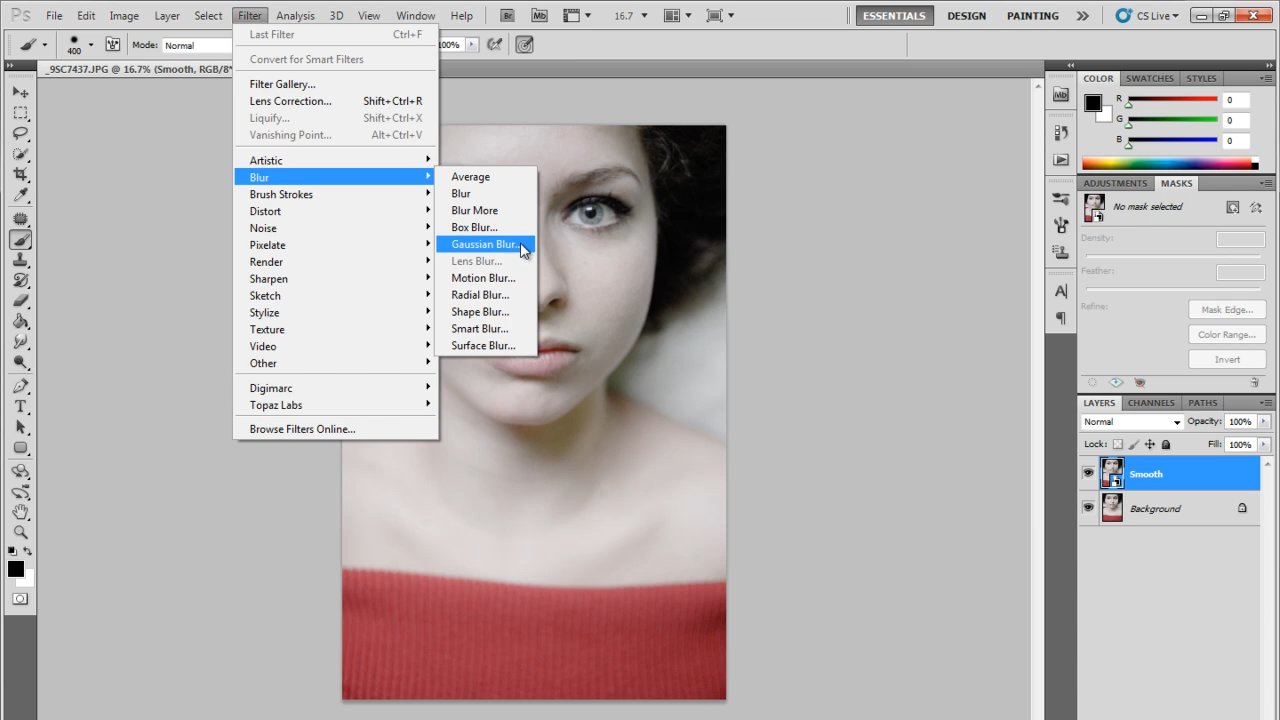 Ps File Edit Image Layer Select Filter Analysis 3D View Window Help Br Mb 16.7 ESSENTIALS DESIGN PAINTING CS Live
400 Mode: Normal 100%
_9SC7437.JPG @ 16.7% (Smooth, RGB/8*
Last Filter Ctrl+F
Convert for Smart Filters
Filter Gallery...
Lens Correction... Shift+Ctrl+R
Liquify... Shift+Ctrl+X
Vanishing Point... Alt+Ctrl+V
Artistic
Blur
Brush Strokes
Distort
Noise
Pixelate
Render
Sharpen
Sketch
Stylize
Texture
Video
Other
Digimarc
Topaz Labs
Browse Filters Online...
Average
Blur
Blur More
Box Blur...
Gaussian Blur...
Lens Blur...
Motion Blur...
Radial Blur...
Shape Blur...
Smart Blur...
Surface Blur...
T
Mb
A
COLOR SWATCHES STYLES
R 0
G 0
B 0
ADJUSTMENTS MASKS
No mask selected
Density:
Feather:
Refine: Mask Edge...
Color Range...
Invert
LAYERS CHANNELS PATHS
Normal Opacity: 100%
Lock: Fill: 100%
Smooth
Background